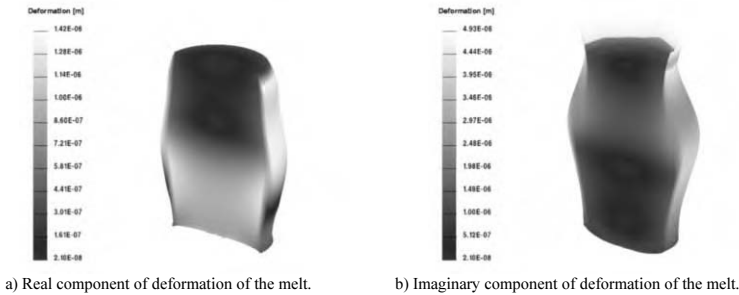 Deformation [m]
1.42E-06
1.28E-06
1.14E-06
1.00E-06
8.60E-07
7.21E-07
5.81E-07
4.41E-07
3.01E-07
1.61E-07
2.10E-08
Deformation [m]
4.93E-06
4.44E-06
3.95E-06
3.46E-06
2.97E-06
2.48E-06
1.98E-06
1.49E-06
1.00E-06
5.12E-07
2.10E-08
a) Real component of deformation of the melt.
b) Imaginary component of deformation of the melt.